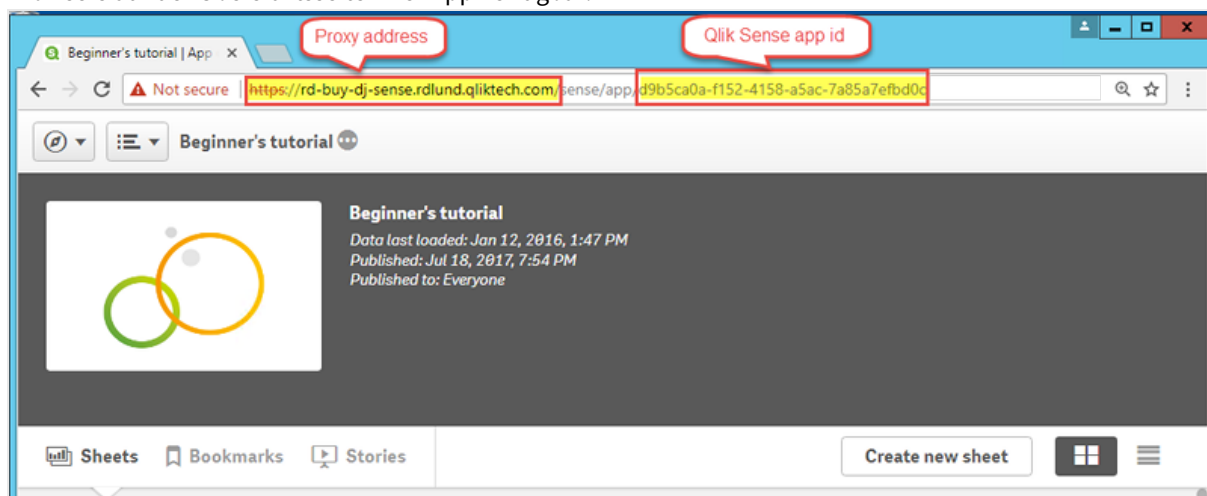 Proxy address
Qlik Sense app id
Beginner's tutorial | App
Not secure | https://rd-buy-dj-sense.rdlund.qliktech.com/sense/app/d9b5ca0a-f152-4158-a5ac-7a85a7efbd0d
Beginner's tutorial
Beginner's tutorial
Data last loaded: Jan 12, 2016, 1:47 PM
Published: Jul 18, 2017, 7:54 PM
Published to: Everyone
Sheets Bookmarks Stories Create new sheet